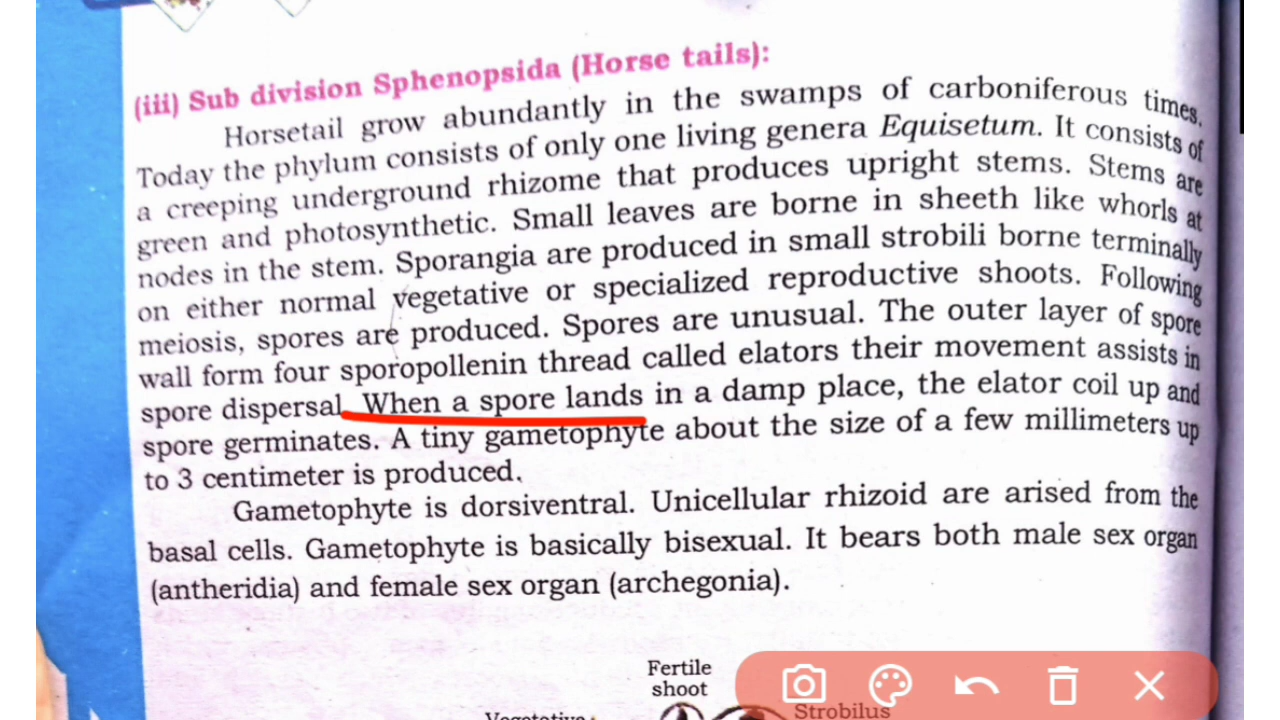 (iii) Sub division Sphenopsida (Horse tails):
Horsetail grow abundantly in the swamps of carboniferous times.
Today the phylum consists of only one living genera Equisetum. It consists of
a creeping underground rhizome that produces upright stems. Stems are
green and photosynthetic. Small leaves are borne in sheeth like whorls at
nodes in the stem. Sporangia are produced in small strobili borne terminally
on either normal vegetative or specialized reproductive shoots. Following
meiosis, spores are produced. Spores are unusual. The outer layer of spore
wall form four sporopollenin thread called elators their movement assists in
spore dispersal. When a spore lands in a damp place, the elator coil up and
spore germinates. A tiny gametophyte about the size of a few millimeters up
to 3 centimeter is produced.
Gametophyte is dorsiventral. Unicellular rhizoid are arised from the
basal cells. Gametophyte is basically bisexual. It bears both male sex organ
(antheridia) and female sex organ (archegonia).
Fertile
shoot
Strobilus
Vegetative